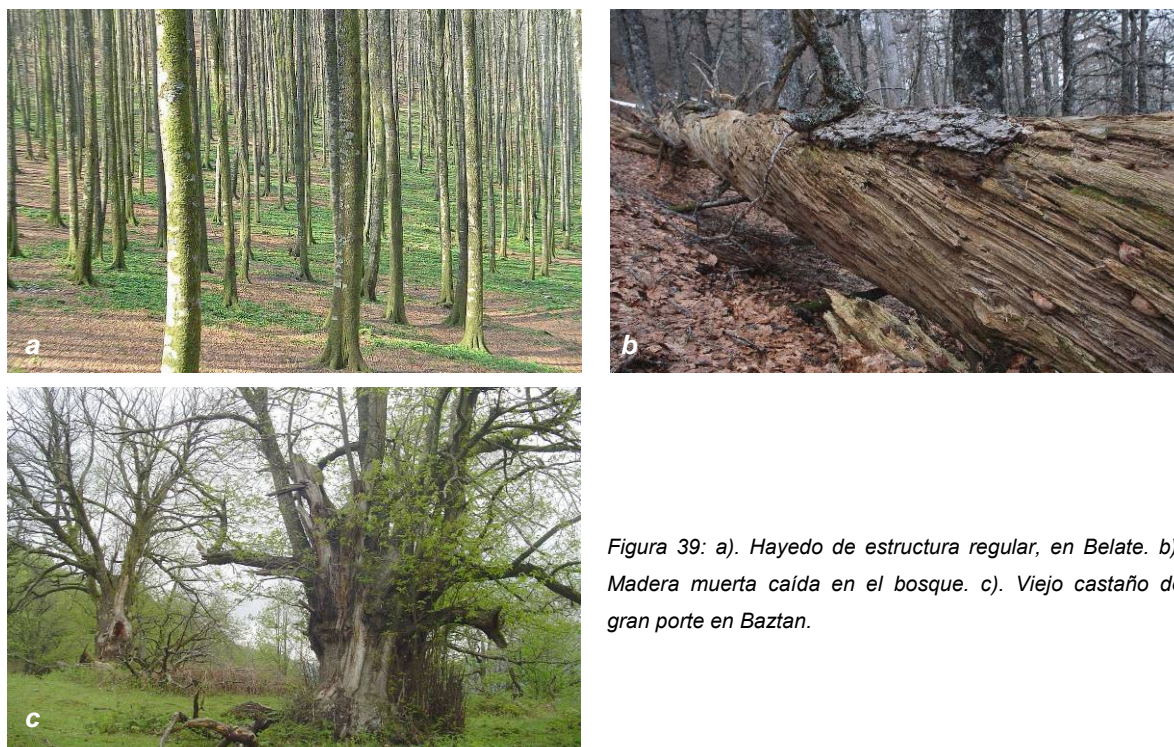 a
b
c
Figura 39: a). Hayedo de estructura regular, en Belate. b)
Madera muerta caída en el bosque. c). Viejo castaño de
gran porte en Baztan.